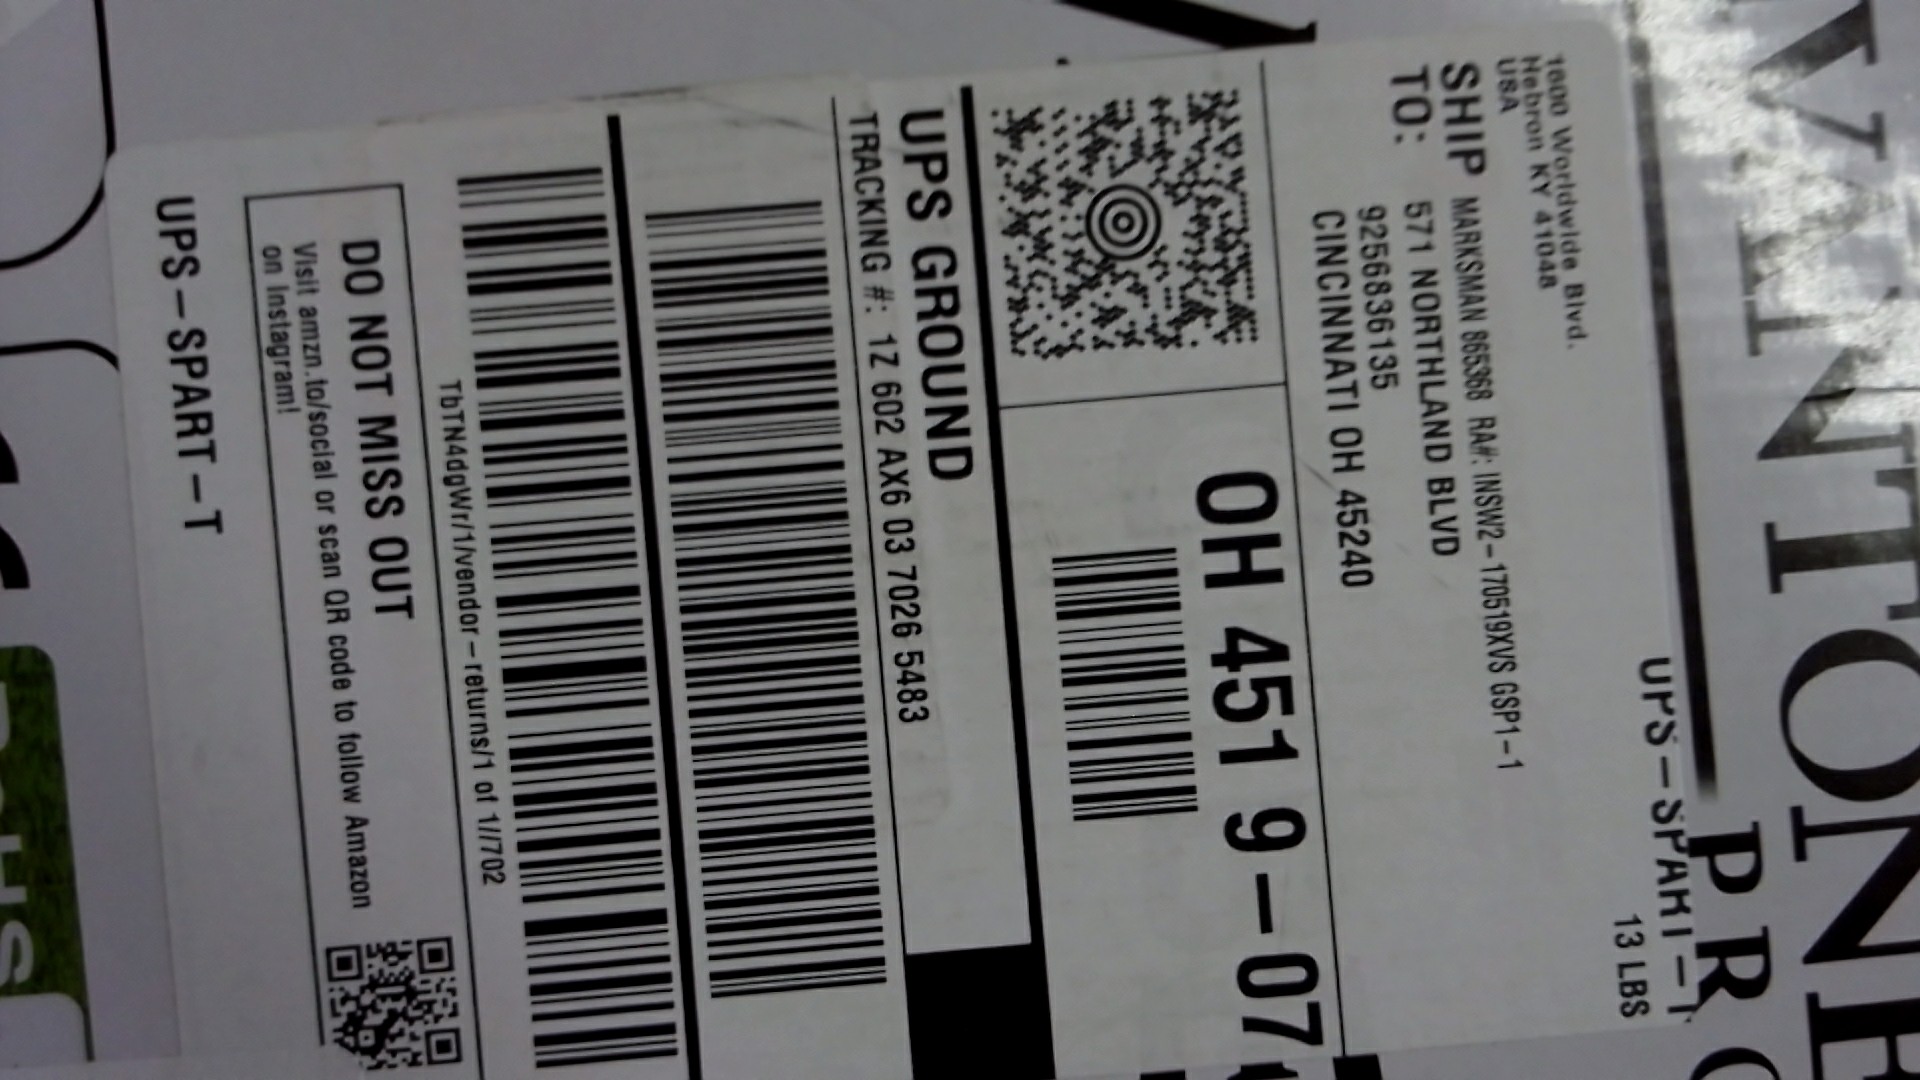 1600 Worldwide Blvd.
Hebron KY 41048
USA
UPS-SPART-T
13 LBS
SHIP MARKSMAN 865368 RA#: INSW2-170519XVS GSP1-1
TO: 571 NORTHLAND BLVD
9256836135
CINCINNATI OH 45240
OH 451 9-07
UPS GROUND
TRACKING #: 1Z 602 AX6 03 7026 5483
TbTN4dgWr/1/vendor-returns/1 of 1//702
DO NOT MISS OUT
Visit amzn.to/social or scan QR code to follow Amazon
on Instagram!
UPS-SPART-T